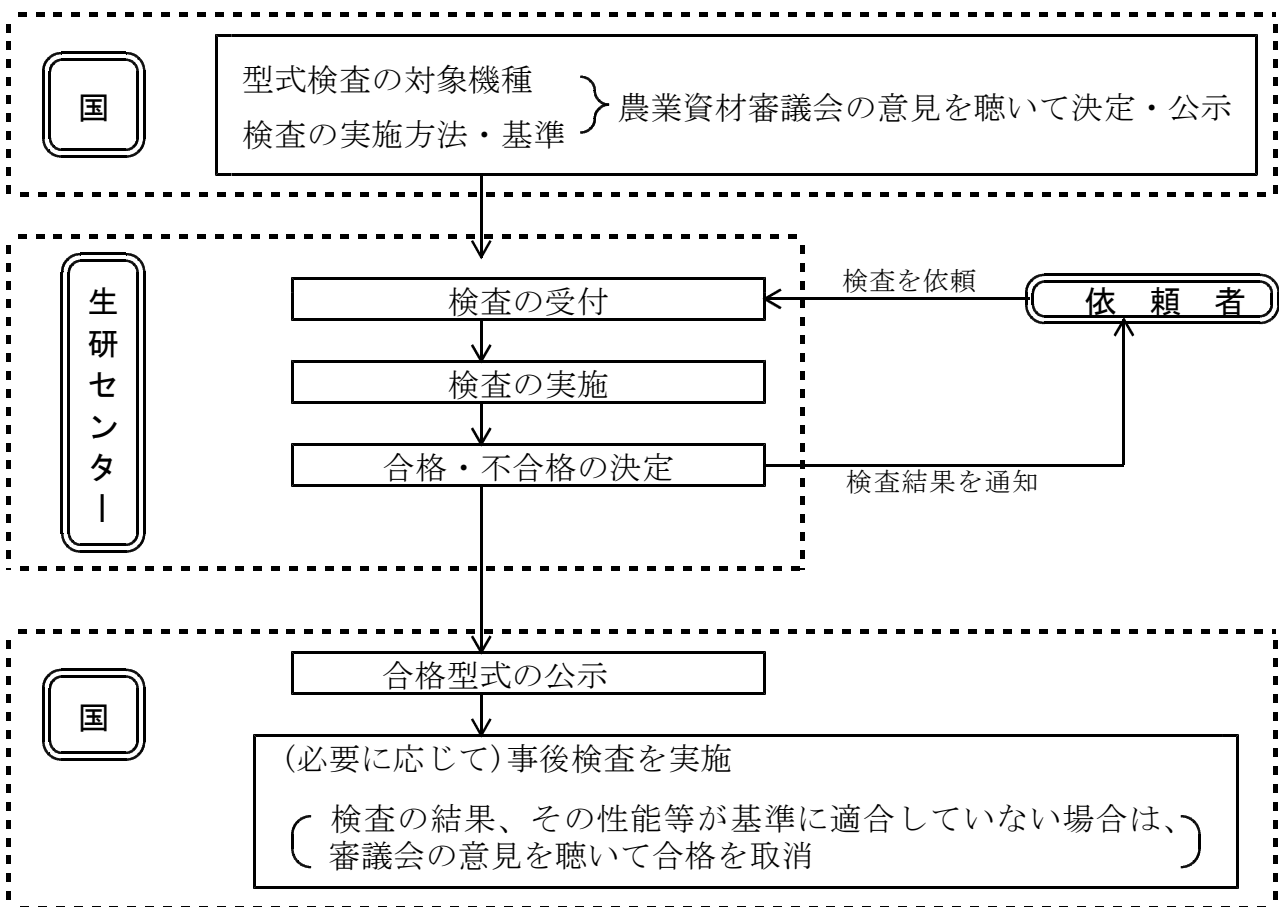 国
型式検査の対象機種
検査の実施方法・基準
農業資材審議会の意見を聴いて決定・公示
生研センター
検査の受付
検査を依頼
依頼者
検査の実施
合格・不合格の決定
検査結果を通知
国
合格型式の公示
(必要に応じて)事後検査を実施
検査の結果、その性能等が基準に適合していない場合は、
審議会の意見を聴いて合格を取消